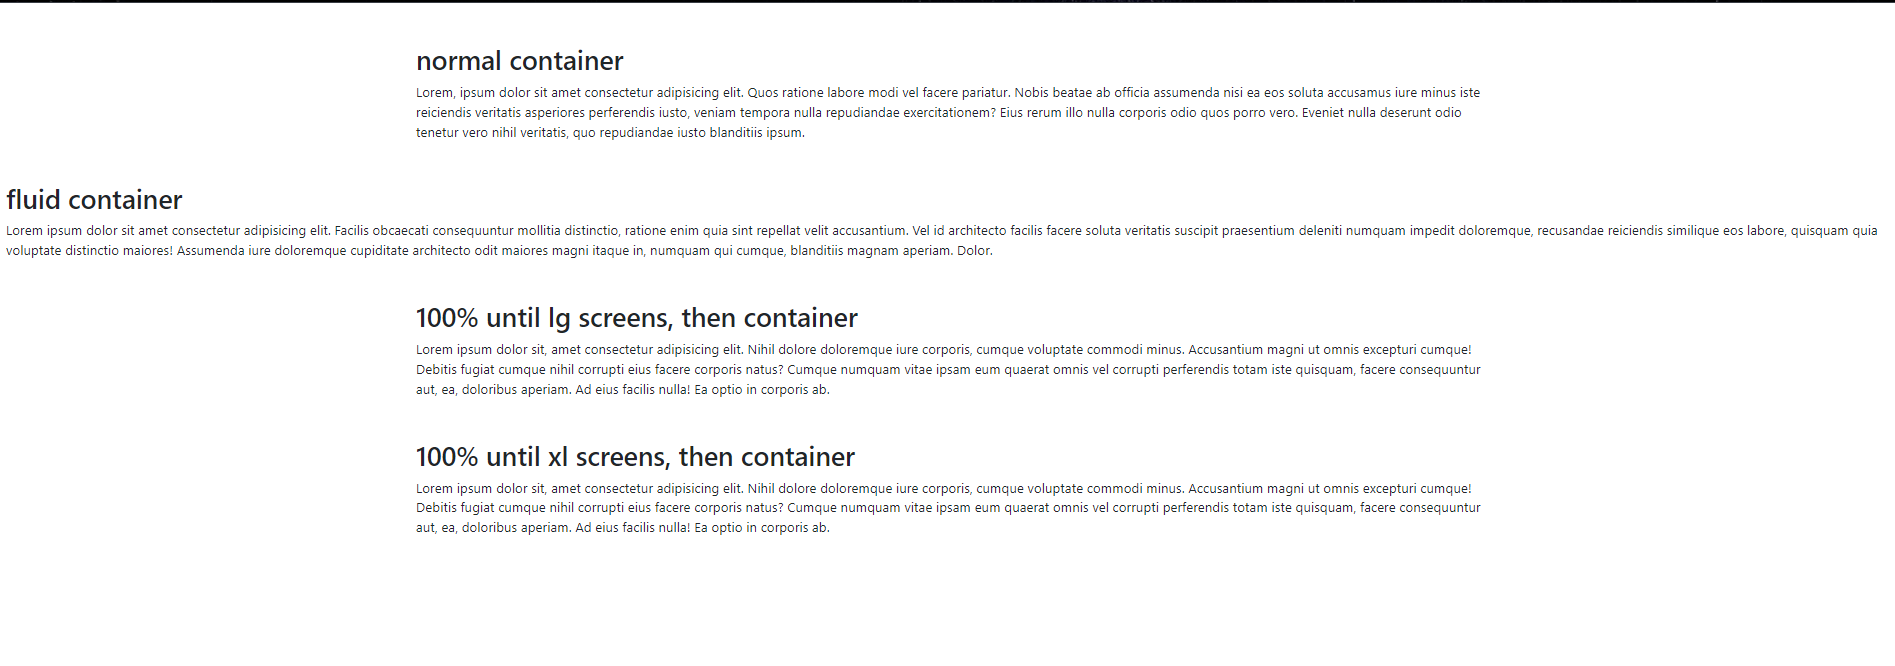 normal container
Lorem, ipsum dolor sit amet consectetur adipisicing elit. Quos ratione labore modi vel facere pariatur. Nobis beatae ab officia assumenda nisi ea eos soluta accusamus iure minus iste
reiciendis veritatis asperiores perferendis iusto, veniam tempora nulla repudiandae exercitationem? Eius rerum illo nulla corporis odio quos porro vero. Eveniet nulla deserunt odio
tenetur vero nihil veritatis, quo repudiandae iusto blanditiis ipsum.
fluid container
Lorem ipsum dolor sit amet consectetur adipisicing elit. Facilis obcaecati consequuntur mollitia distinctio, ratione enim quia sint repellat velit accusantium. Vel id architecto facilis facere soluta veritatis suscipit praesentium deleniti numquam impedit doloremque, recusandae reiciendis similique eos labore, quisquam quia
voluptate distinctio maiores! Assumenda iure doloremque cupiditate architecto odit maiores magni itaque in, numquam qui cumque, blanditiis magnam aperiam. Dolor.
100% until lg screens, then container
Lorem ipsum dolor sit, amet consectetur adipisicing elit. Nihil dolore doloremque iure corporis, cumque voluptate commodi minus. Accusantium magni ut omnis excepturi cumque!
Debitis fugiat cumque nihil corrupti eius facere corporis natus? Cumque numquam vitae ipsam eum quaerat omnis vel corrupti perferendis totam iste quisquam, facere consequuntur
aut, ea, doloribus aperiam. Ad eius facilis nulla! Ea optio in corporis ab.
100% until xl screens, then container
Lorem ipsum dolor sit, amet consectetur adipisicing elit. Nihil dolore doloremque iure corporis, cumque voluptate commodi minus. Accusantium magni ut omnis excepturi cumque!
Debitis fugiat cumque nihil corrupti eius facere corporis natus? Cumque numquam vitae ipsam eum quaerat omnis vel corrupti perferendis totam iste quisquam, facere consequuntur
aut, ea, doloribus aperiam. Ad eius facilis nulla! Ea optio in corporis ab.